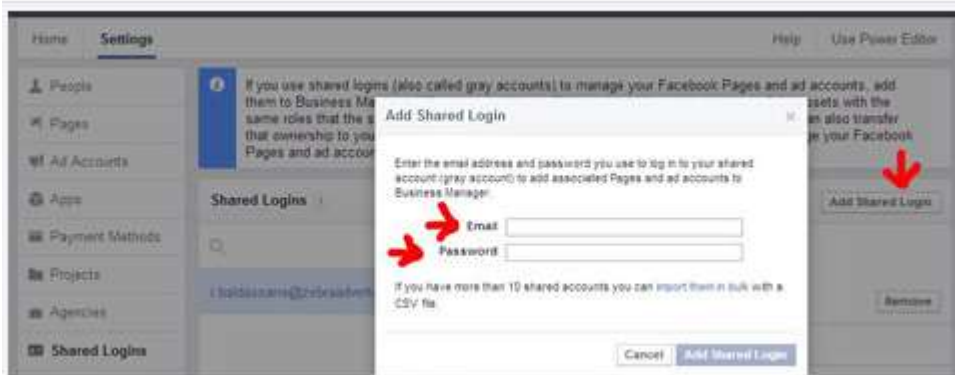 Home Settings Help Use Power Editor
People
Pages
Ad Accounts
Apps
Payment Methods
Projects
Agencies
Shared Logins
If you use shared logins (also called gray accounts) to manage your Facebook Pages and ad accounts, add
them to Business Ma sets with the
same roles that the s an also transfer
that ownership to you ge your Facebook
Pages and ad accour
Shared Logins
Add Shared Login
Remove
Add Shared Login
Enter the email address and password you use to log in to your shared
account (gray account) to add associated Pages and ad accounts to
Business Manager.
Email
Password
If you have more than 10 shared accounts you can import them in bulk with a
CSV file.
Cancel Add Shared Login